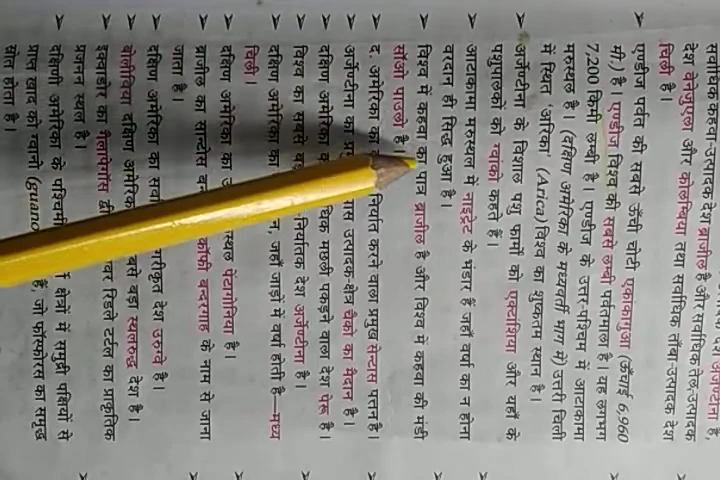 सर्वाधिक कहवा-उत्पादक देश ब्राजील है और सर्वाधिक तेल-उत्पादक
देश वेनेजुएला और कोलम्बिया तथा सर्वाधिक ताँबा-उत्पादक देश
चिली है।
➤ एण्डीज पर्वत की सबसे ऊँची चोटी एकांकागुआ (ऊँचाई 6,960
मी.) है। एण्डीज विश्व की सबसे लम्बी पर्वतमाला है। यह लगभग
7,200 किमी लम्बी है। एण्डीज के उत्तर-पश्चिम में आटाकामा
मरुस्थल है। (दक्षिण अमेरिका के मध्यवर्ती भाग में) उत्तरी चिली
में स्थित 'अरिका' (Arica) विश्व का शुष्कतम स्थान है।
➤ अर्जेण्टीना के विशाल पशु फार्मों को एस्टांशिया और यहाँ के
पशुपालकों को ग्वाको कहते हैं।
➤ आटाकामा मरुस्थल में नाइट्रेट के भंडार हैं जहाँ वर्षा का न होना
वरदान ही सिद्ध हुआ है।
➤ विश्व में कहवा का पात्र ब्राजील है और विश्व में कहवा की मंडी
साओ पाउलो है
➤ द. अमेरिका का निर्यात करने वाला प्रमुख सेन्टास पत्तन है।
➤ अर्जेण्टीना का उत्पादक-क्षेत्र चैको का मैदान है।
➤ दक्षिण अमेरिका मछली पकड़ने वाला देश पेरू है।
➤ विश्व का सबसे निर्यातक देश अर्जेण्टीना है।
➤ दक्षिण अमेरिका का जहाँ जाड़ों में वर्षा होती है—मध्य
चिली।
➤ दक्षिण अमेरिका का पेटागोनिया है।
➤ ब्राजील का सान्टोस कॉफी बन्दरगाह के नाम से जाना
जाता है।
➤ दक्षिण अमेरिका का देश उरुग्वे है।
➤ बोलीविया दक्षिण बड़ा स्थलरुद्ध देश है।
➤ इक्वाडोर का गैलापैगोस रिडले टर्टल का प्राकृतिक
प्रजनन स्थल है।
➤ दक्षिणी अमेरिका के पश्चिमी क्षेत्रों में समुद्री पक्षियों से
प्राप्त खाद को ग्वानो (guano हैं, जो फॉस्फोरस का समृद्ध
स्रोत होता है।